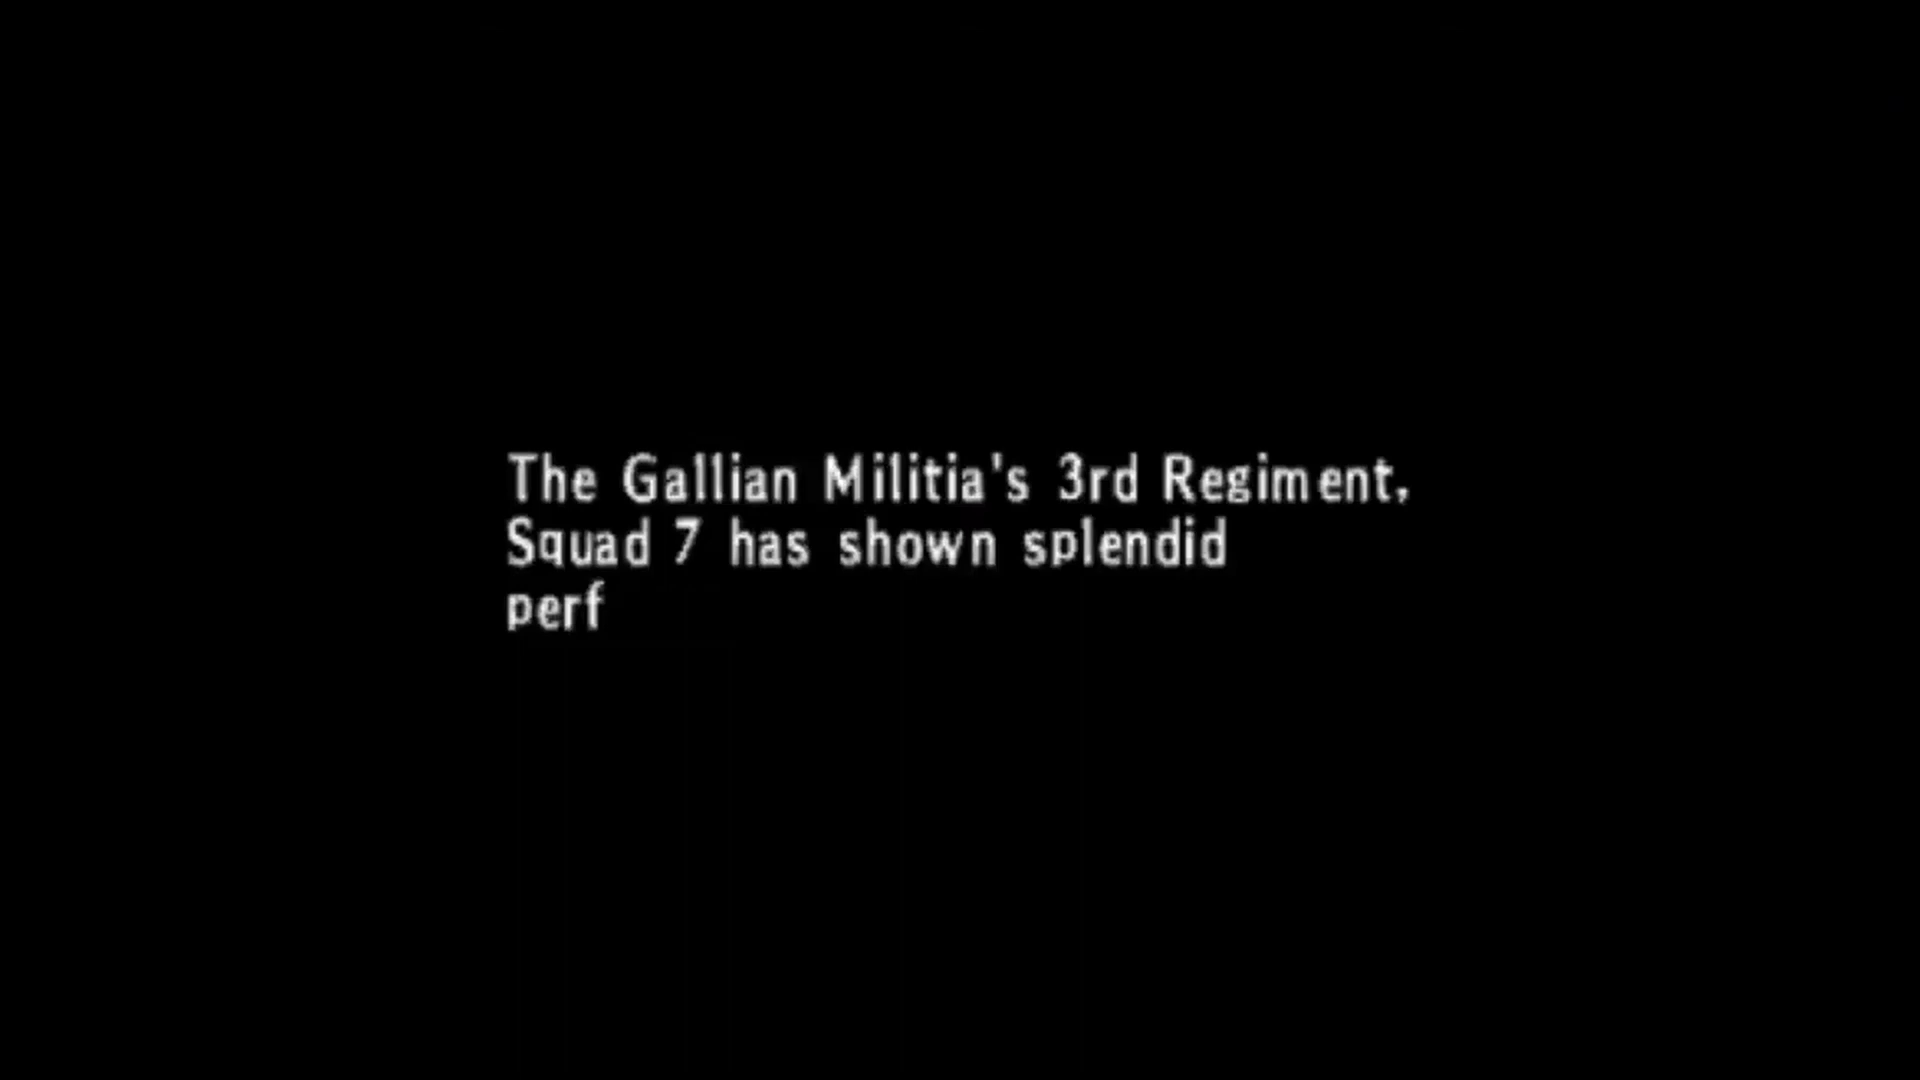 The Gallian Militia's 3rd Regiment,
Squad 7 has shown splendid
perf